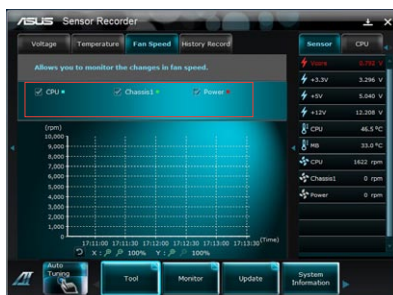 ASUS Sensor Recorder
Voltage Temperature Fan Speed History Record
Allows you to monitor the changes in fan speed.
CPU Chassis1 Power
(rpm)
10,000
9,000
8,000
7,000
6,000
5,000
4,000
3,000
2,000
1,000
0
17:11:00 17:11:30 17:12:00 17:12:30 17:13:00 17:13:30 (Time)
X : 100% Y : 100%
Sensor CPU
Vcore 0.792 V
+3.3V 3.296 V
+5V 5.040 V
+12V 12.208 V
CPU 46.5 ºC
MB 33.0 ºC
CPU 1622 rpm
Chassis1 0 rpm
Power 0 rpm
Auto
Tuning
Tool
Monitor
Update
System
Information